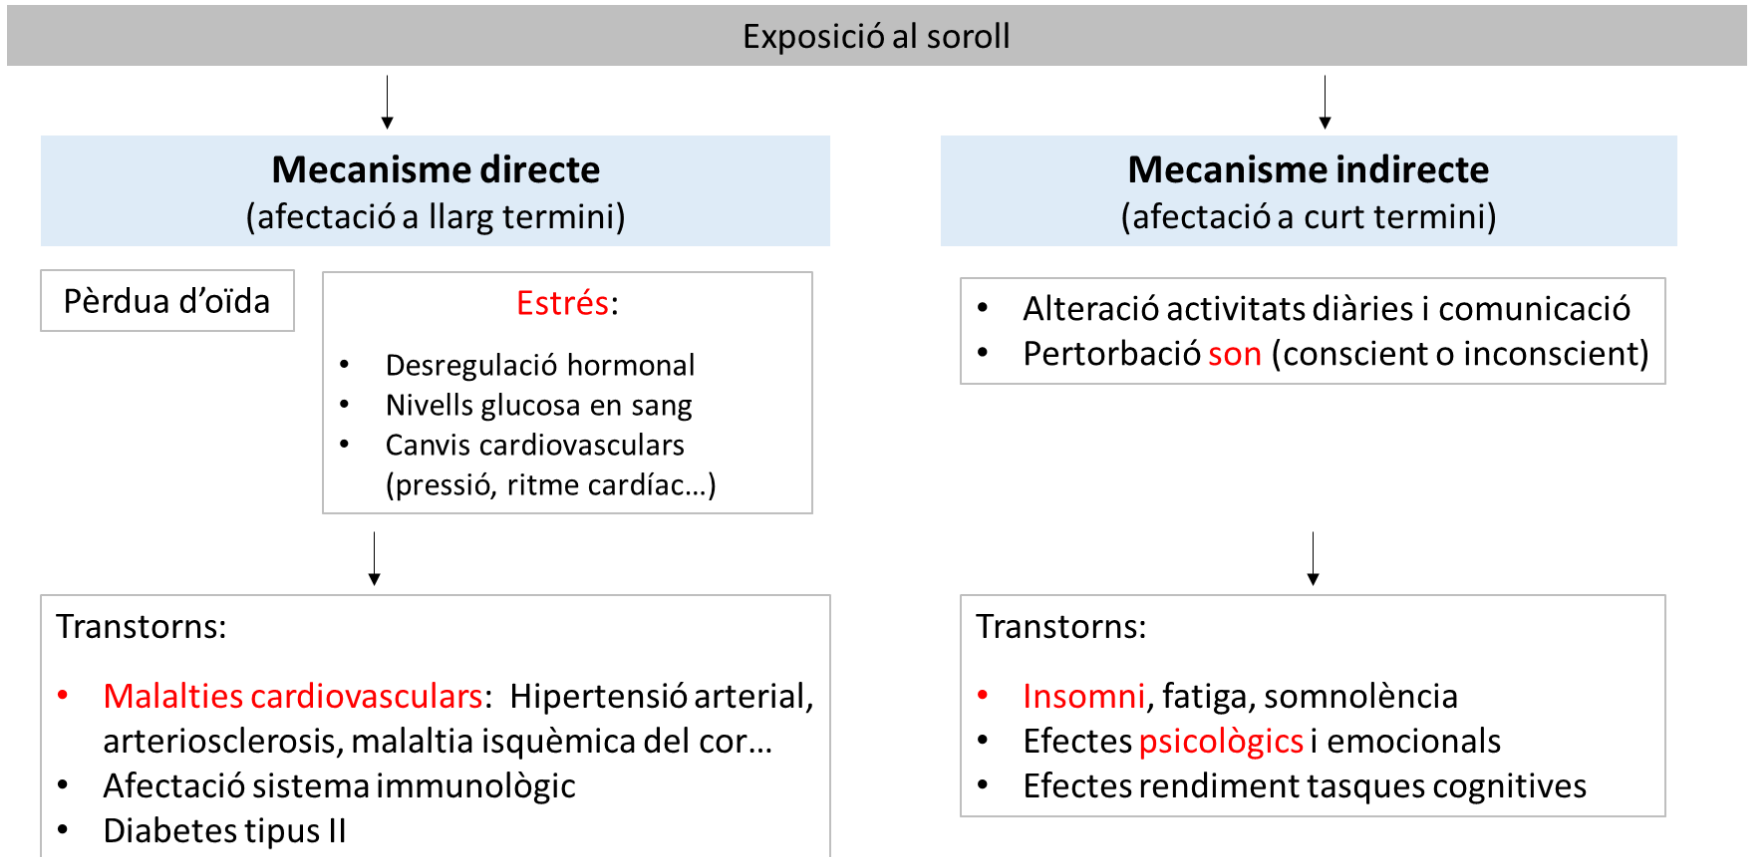 Exposició al soroll
Mecanisme directe
(afectació a llarg termini)
Pèrdua d'oïda
Estrés:
• Desregulació hormonal
• Nivells glucosa en sang
• Canvis cardiovasculars
(pressió, ritme cardíac...)
Transtorns:
• Malalties cardiovasculars: Hipertensió arterial,
arteriosclerosis, malaltia isquèmica del cor...
• Afectació sistema immunològic
• Diabetes tipus II
Mecanisme indirecte
(afectació a curt termini)
• Alteració activitats diàries i comunicació
• Pertorbació son (conscient o inconscient)
Transtorns:
• Insomni, fatiga, somnolència
• Efectes psicològics i emocionals
• Efectes rendiment tasques cognitives